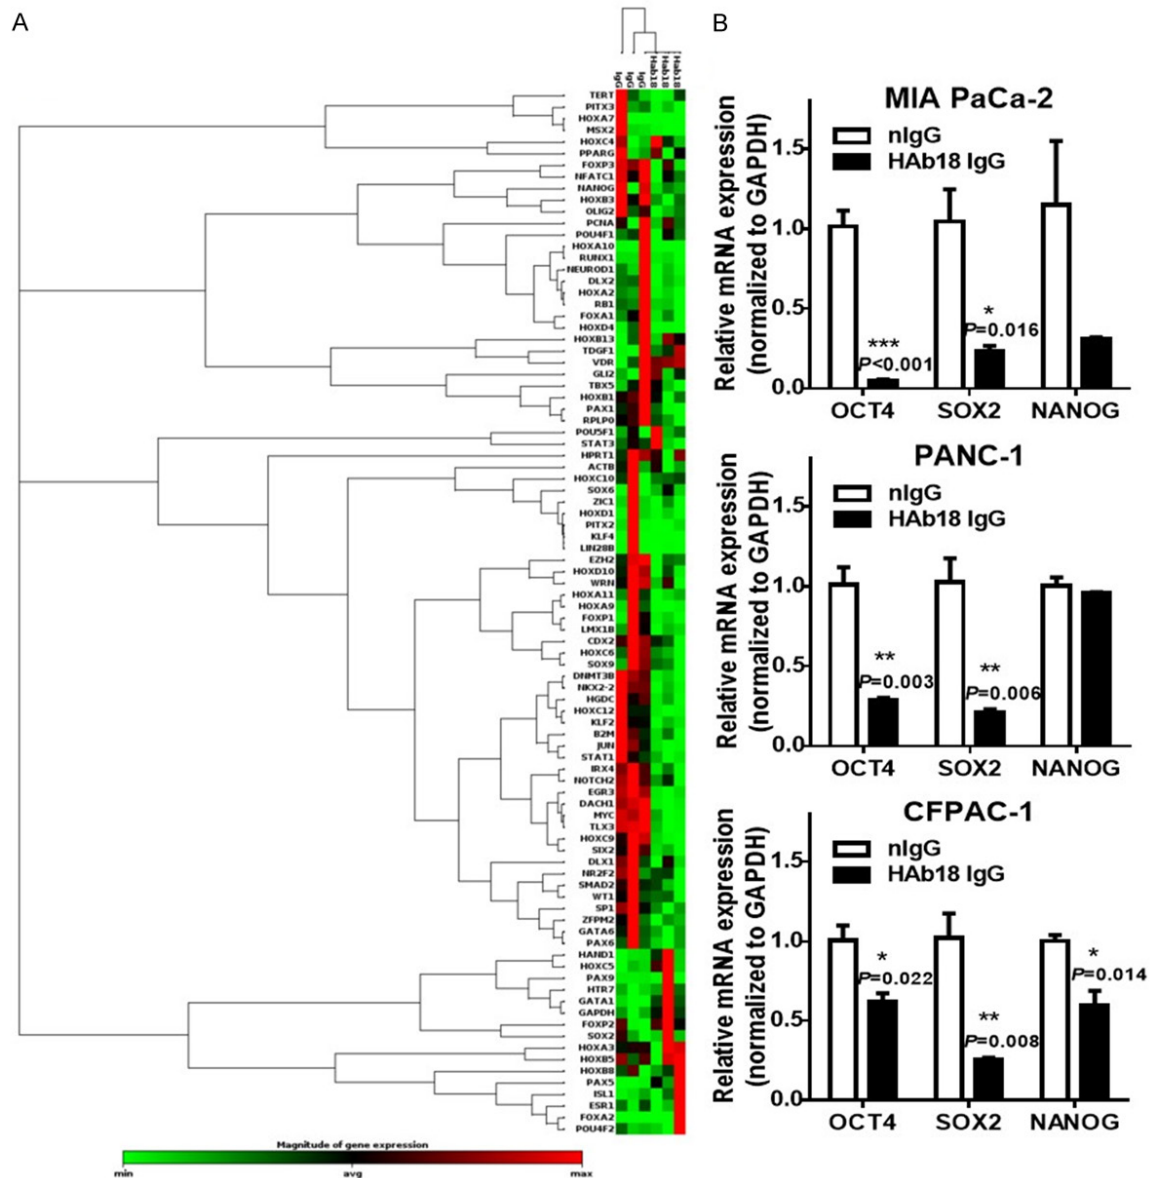 A
IgG
IgG
IgG
Hab18
Hab18
Hab18
TERT
PITX3
HOXA7
MSX2
HOXC4
PPARG
FOXP3
NFATC1
NANOG
HOXB3
OLIG2
PCNA
POU4F1
HOXA10
RUNX1
NEUROD1
DLX2
HOXA2
RB1
FOXA1
HOXD4
HOXB13
TDGF1
VDR
GLI2
TBX5
HOXB1
PAX1
RPLP0
POU5F1
STAT3
HPRT1
ACTB
HOXC10
SOX6
ZIC1
HOXD1
PITX2
KLF4
LIN28B
EZH2
HOXD10
WRN
HOXA11
HOXA9
FOXP1
LMX1B
CDX2
HOXC6
SOX9
DNMT3B
NKX2-2
HGDC
HOXC12
KLF2
B2M
JUN
STAT1
IRX4
NOTCH2
EGR3
DACH1
MYC
TLX3
HOXC9
SIX2
DLX1
NR2F2
SMAD2
WT1
SP1
ZFPM2
GATA6
PAX6
HAND1
HOXC5
PAX9
HTR7
GATA1
GAPDH
FOXP2
SOX2
HOXA3
HOXB5
HOXB8
PAX5
ISL1
ESR1
FOXA2
POU4F2
Magnitude of gene expression
min avg max
B
MIA PaCa-2
Relative mRNA expression
(normalized to GAPDH)
nIgG
HAb18 IgG
1.5
1.0
0.5
0.0
***
P<0.001
*
P=0.016
OCT4 SOX2 NANOG
PANC-1
Relative mRNA expression
(normalized to GAPDH)
nIgG
HAb18 IgG
1.5
1.0
0.5
0.0
**
P=0.003
**
P=0.006
OCT4 SOX2 NANOG
CFPAC-1
Relative mRNA expression
(normalized to GAPDH)
nIgG
HAb18 IgG
1.5
1.0
0.5
0.0
*
P=0.022
**
P=0.008
*
P=0.014
OCT4 SOX2 NANOG